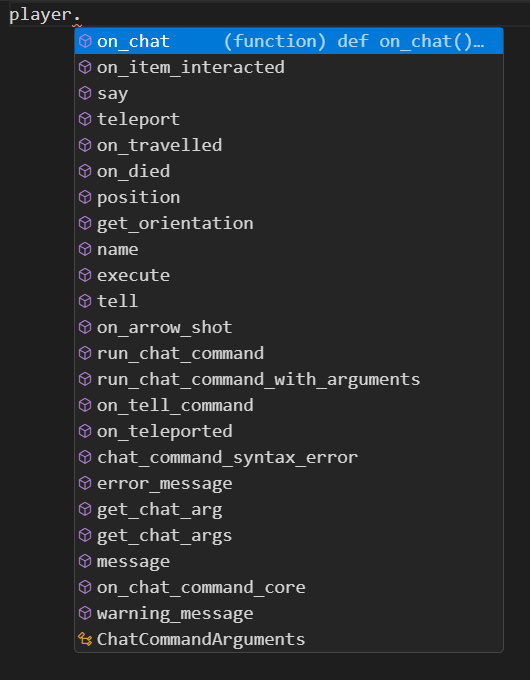 player.
on_chat (function) def on_chat()…
on_item_interacted
say
teleport
on_travelled
on_died
position
get_orientation
name
execute
tell
on_arrow_shot
run_chat_command
run_chat_command_with_arguments
on_tell_command
on_teleported
chat_command_syntax_error
error_message
get_chat_arg
get_chat_args
message
on_chat_command_core
warning_message
ChatCommandArguments